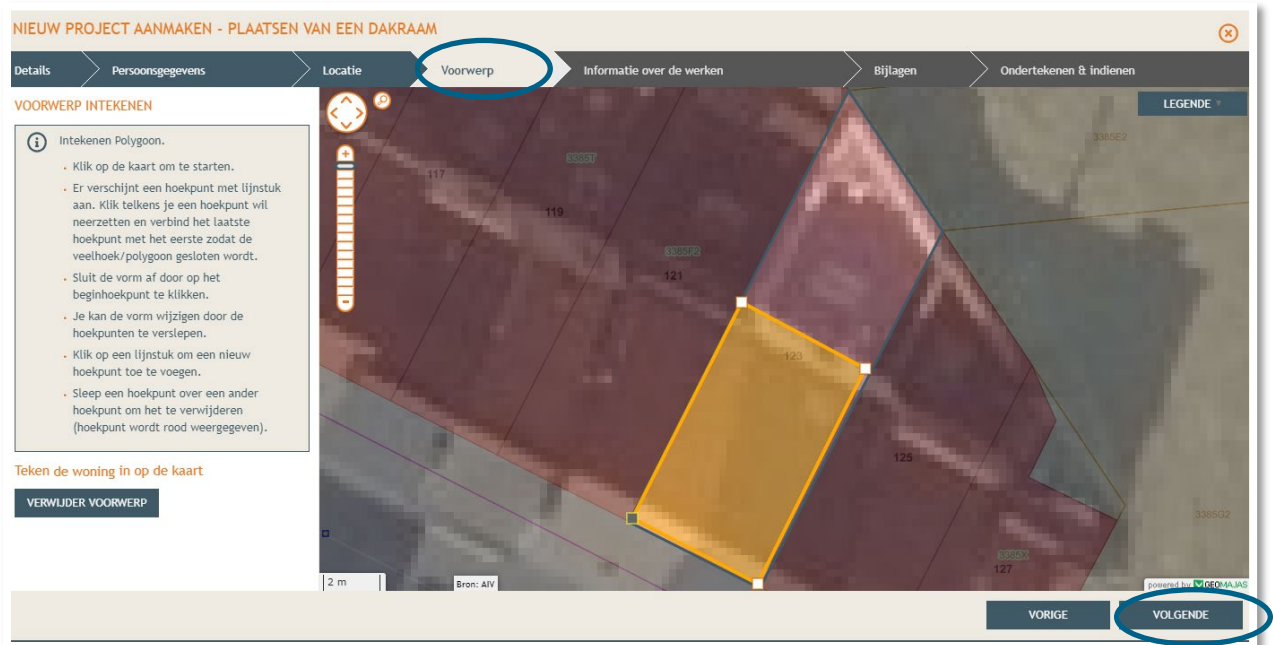 NIEUW PROJECT AANMAKEN - PLAATSEN VAN EEN DAKRAAM
Details
Persoonsgegevens
Locatie
Voorwerp
Informatie over de werken
Bijlagen
Ondertekenen & indienen
VOORWERP INTEKENEN
Intekenen Polygoon.
Klik op de kaart om te starten.
Er verschijnt een hoekpunt met lijnstuk
aan. Klik telkens je een hoekpunt wil
neerzetten en verbind het laatste
hoekpunt met het eerste zodat de
veelhoek/polygoon gesloten wordt.
Sluit de vorm af door op het
beginhoekpunt te klikken.
Je kan de vorm wijzigen door de
hoekpunten te verslepen.
Klik op een lijnstuk om een nieuw
hoekpunt toe te voegen.
Sleep een hoekpunt over een ander
hoekpunt om het te verwijderen
(hoekpunt wordt rood weergegeven).
Teken de woning in op de kaart
VERWIJDER VOORWERP
LEGENDE
3385E2
3385T
117
119
3385F2
121
123
125
3385G2
3385X
127
2 m
Bron: AIV
powered by GEOMAJAS
VORIGE
VOLGENDE